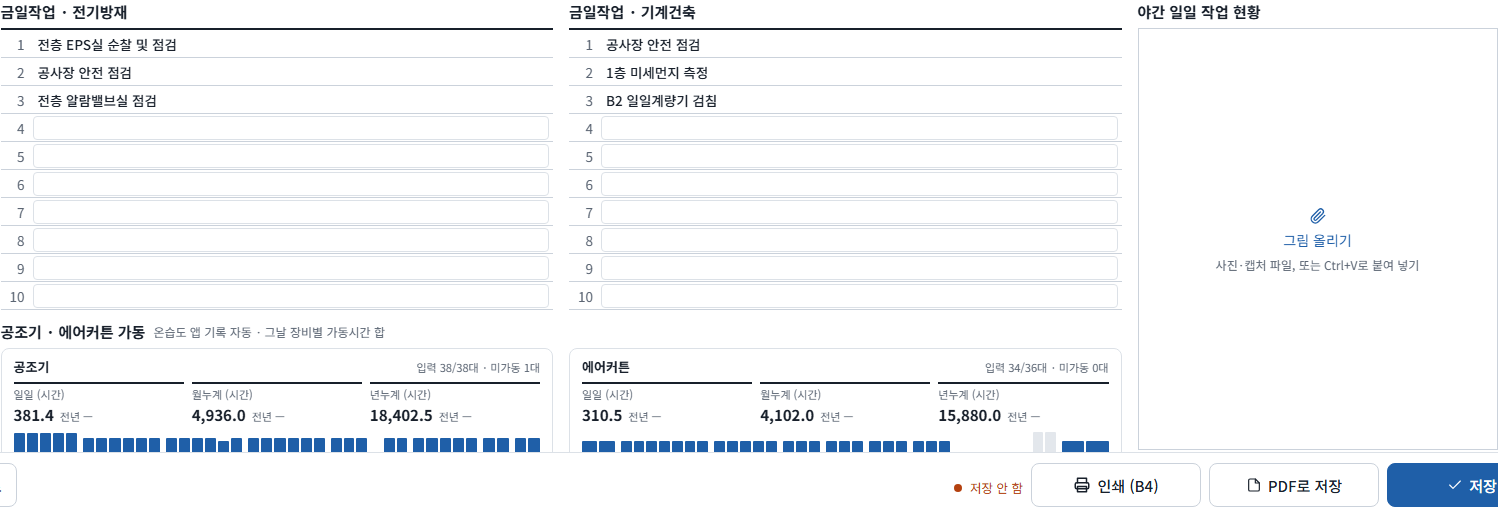 금일작업 · 전기방재
1 전층 EPS실 순찰 및 점검
2 공사장 안전 점검
3 전층 알람밸브실 점검
4
5
6
7
8
9
10
금일작업 · 기계건축
1 공사장 안전 점검
2 1층 미세먼지 측정
3 B2 일일계량기 검침
4
5
6
7
8
9
10
야간 일일 작업 현황
그림 올리기
사진·캡처 파일, 또는 Ctrl+V로 붙여 넣기
공조기 · 에어커튼 가동 온습도 앱 기록 자동 · 그날 장비별 가동시간 합
공조기 입력 38/38대 · 미가동 1대
일일 (시간) 월누계 (시간) 년누계 (시간)
381.4 전년 — 4,936.0 전년 — 18,402.5 전년 —
에어커튼 입력 34/36대 · 미가동 0대
일일 (시간) 월누계 (시간) 년누계 (시간)
310.5 전년 — 4,102.0 전년 — 15,880.0 전년 —
저장 안 함 인쇄 (B4) PDF로 저장 저장